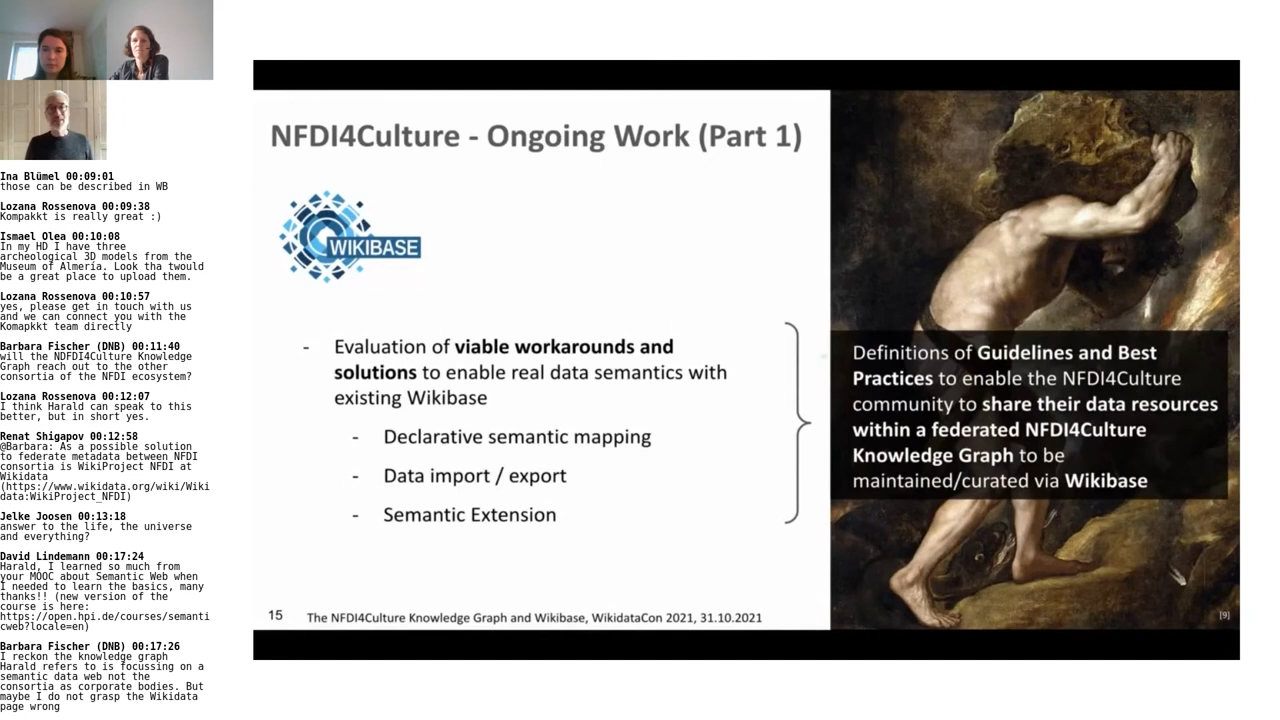 Ina Blümel 00:09:01
those can be described in WB
Lozana Rossenova 00:09:38
Kompakkt is really great :)
Ismael Olea 00:10:08
In my HD I have three
archeological 3D models from the
Museum of Almería. Look tha twould
be a great place to upload them.
Lozana Rossenova 00:10:57
yes, please get in touch with us
and we can connect you with the
Komapkkt team directly
Barbara Fischer (DNB) 00:11:40
will the NDFDI4Culture Knowledge
Graph reach out to the other
consortia of the NFDI ecosystem?
Lozana Rossenova 00:12:07
I think Harald can speak to this
better, but in short yes.
Renat Shigapov 00:12:58
@Barbara: As a possible solution
to federate metadata between NFDI
consortia is WikiProject NFDI at
Wikidata
(https://www.wikidata.org/wiki/Wiki
data:WikiProject_NFDI)
Jelke Joosen 00:13:18
answer to the life, the universe
and everything?
David Lindemann 00:17:24
Harald, I learned so much from
your MOOC about Semantic Web when
I needed to learn the basics, many
thanks!! (new version of the
course is here:
https://open.hpi.de/courses/semanti
cweb?locale=en)
Barbara Fischer (DNB) 00:17:26
I reckon the knowledge graph
Harald refers to is focussing on a
semantic data web not the
consortia as corporate bodies. But
maybe I do not grasp the Wikidata
page wrong
NFDI4Culture - Ongoing Work (Part 1)
WIKIBASE
- Evaluation of viable workarounds and
solutions to enable real data semantics with
existing Wikibase
- Declarative semantic mapping
- Data import / export
- Semantic Extension
Definitions of Guidelines and Best
Practices to enable the NFDI4Culture
community to share their data resources
within a federated NFDI4Culture
Knowledge Graph to be
maintained/curated via Wikibase
15 The NFDI4Culture Knowledge Graph and Wikibase, WikidataCon 2021, 31.10.2021
[9]